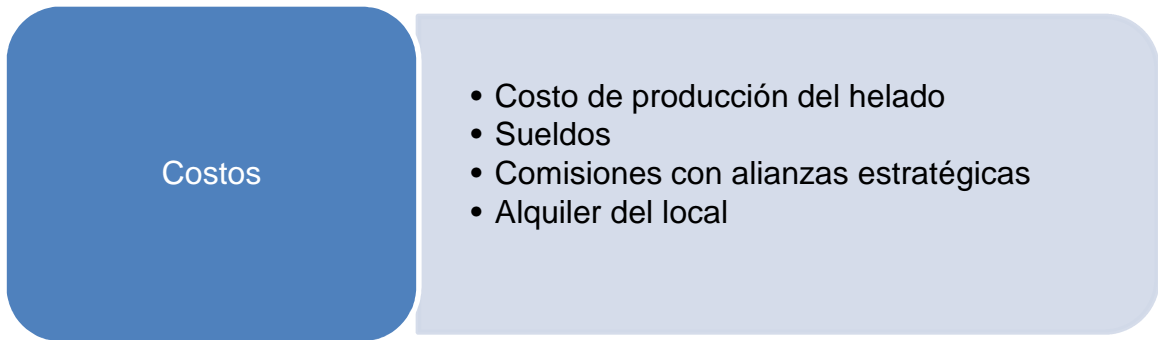 Costos
• Costo de producción del helado
• Sueldos
• Comisiones con alianzas estratégicas
• Alquiler del local